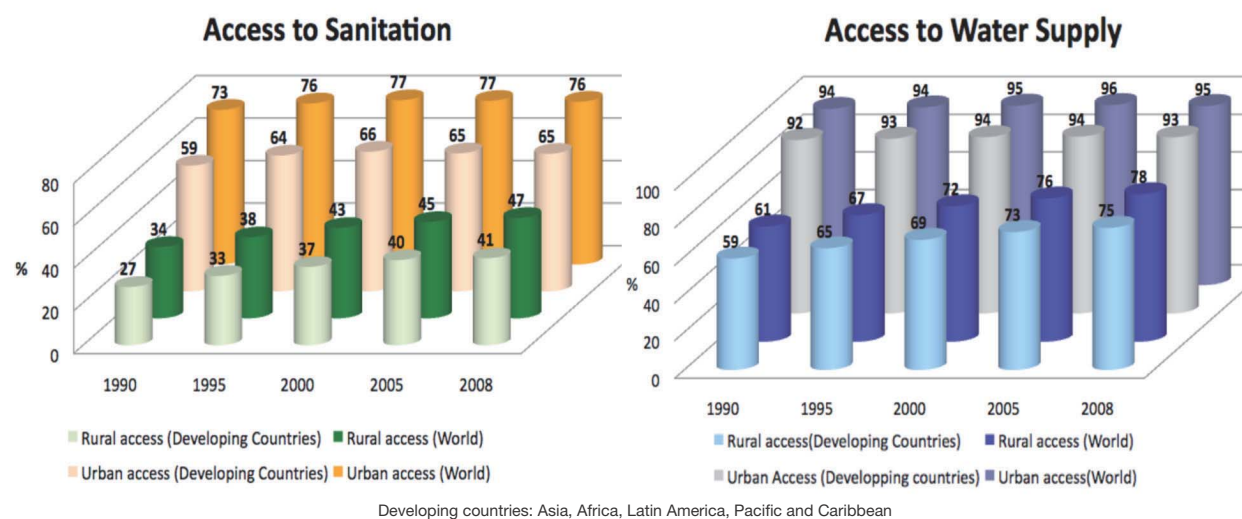 Access to Sanitation
73 76 77 77 76
59 64 66 65 65
34 38 43 45 47
27 33 37 40 41
80
60
40
20
0
%
1990 1995 2000 2005 2008
Rural access (Developing Countries) Rural access (World)
Urban access (Developing Countries) Urban access (World)
Access to Water Supply
94 94 95 96 95
92 93 94 94 93
61 67 72 76 78
59 65 69 73 75
100
80
60
40
20
0
%
1990 1995 2000 2005 2008
Rural access(Developing Countries) Rural access (World)
Urban Access (Developping countries) Urban access(World)
Developing countries: Asia, Africa, Latin America, Pacific and Caribbean